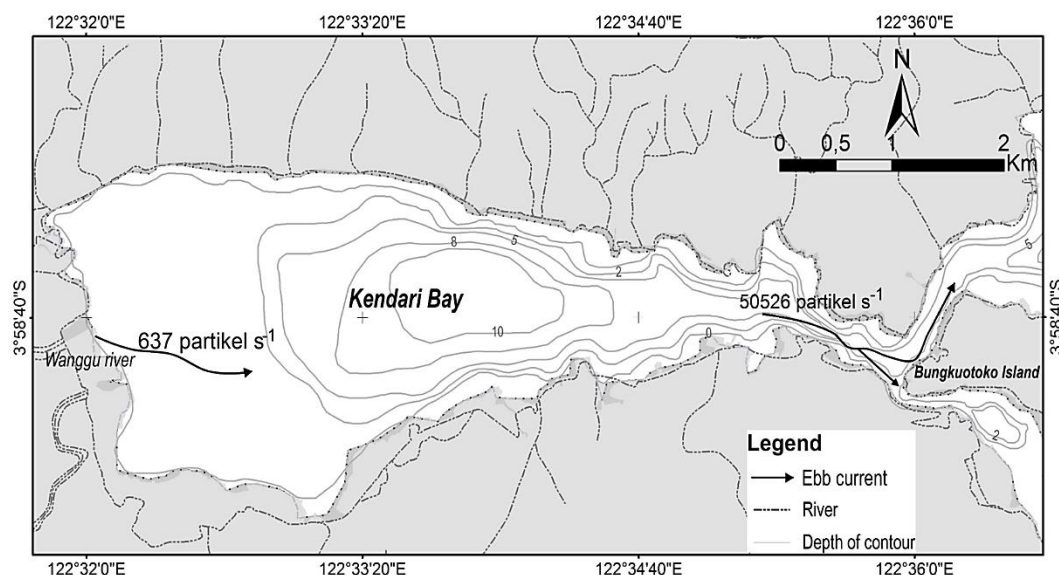 122°32'0"E 122°33'20" 122°34'40" 122°36'0"E
N
0 0,5 1 2
Km
6
5
8
2
Kendari Bay
10
0
50526 partikel s⁻¹
3°58'40"S
3°58'40"S
637 partikel s⁻¹
Wanggu river
Bungkuotoko Island
2
Legend
Ebb current
River
Depth of contour
122°32'0"E 122°33'20" 122°34'40" 122°36'0"E